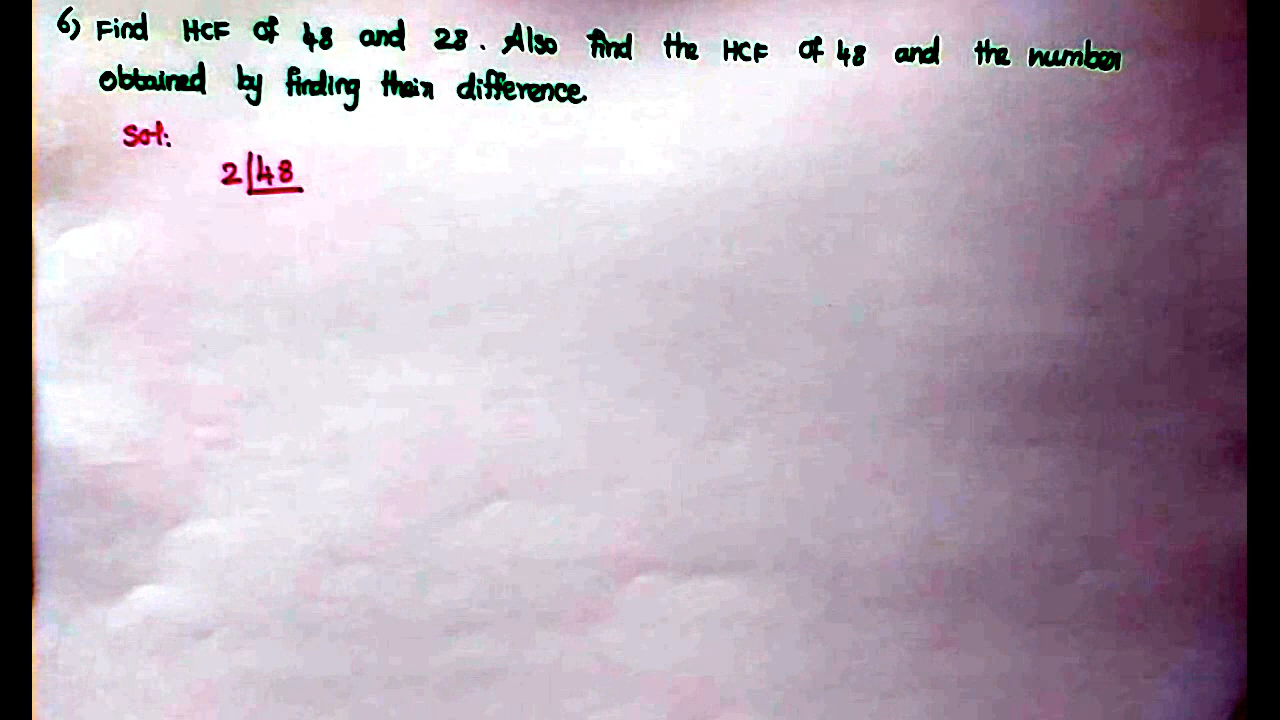 6) Find HCF of 48 and 28. Also find the HCF of 48 and the number
obtained by finding their difference.
Sol:
2|48